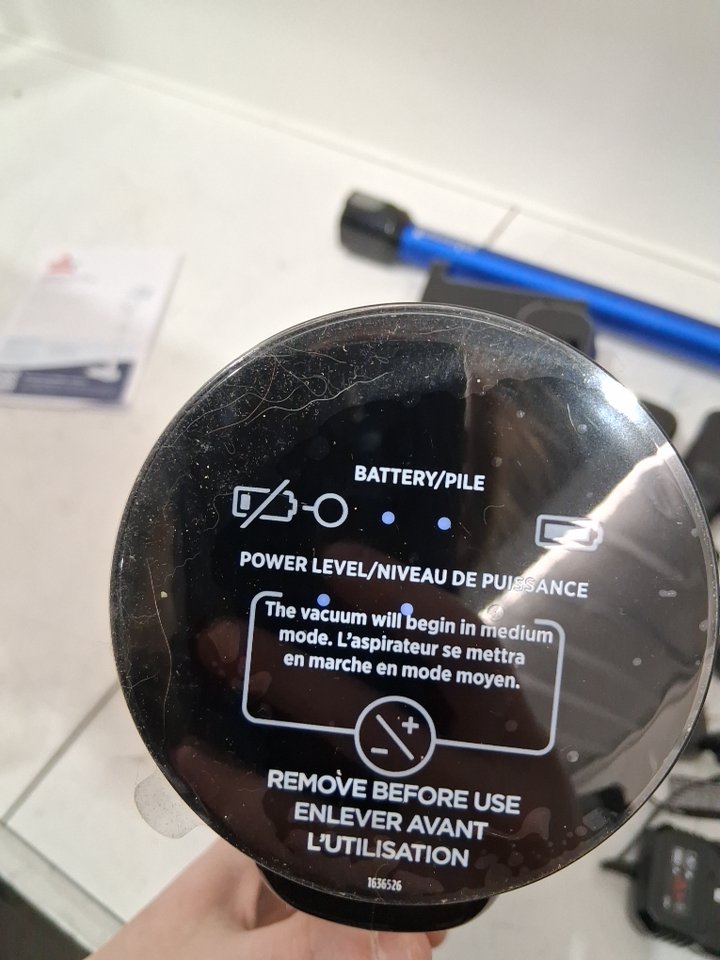 BATTERY/PILE
POWER LEVEL/NIVEAU DE PUISSANCE
The vacuum will begin in medium
mode. L'aspirateur se mettra
en marche en mode moyen.
REMOVE BEFORE USE
ENLEVER AVANT
L'UTILISATION
1636526